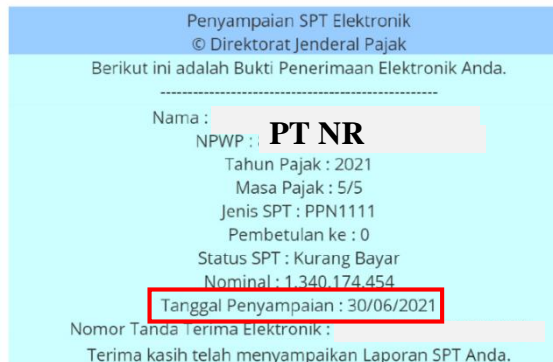 Penyampaian SPT Elektronik
© Direktorat Jenderal Pajak
Berikut ini adalah Bukti Penerimaan Elektronik Anda.
--------------------------------------------------
Nama :
NPWP :
PT NR
Tahun Pajak : 2021
Masa Pajak : 5/5
Jenis SPT : PPN1111
Pembetulan ke : 0
Status SPT : Kurang Bayar
Nominal : 1.340.174.454
Tanggal Penyampaian : 30/06/2021
Nomor Tanda Terima Elektronik :
Terima kasih telah menyampaikan Laporan SPT Anda.